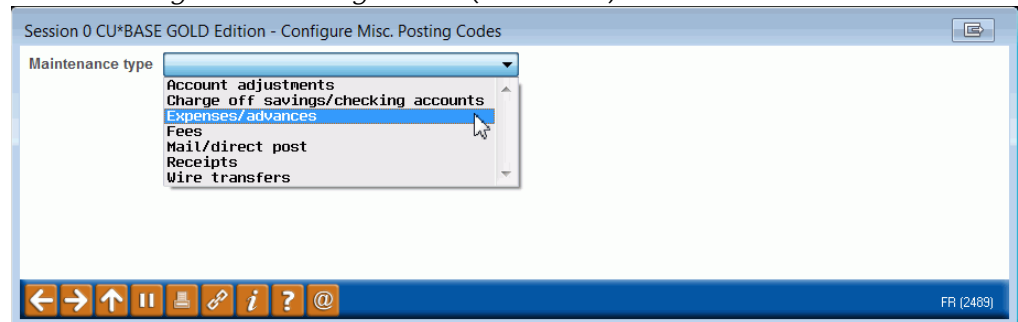 Session 0 CU*BASE GOLD Edition - Configure Misc. Posting Codes
Maintenance type
Account adjustments
Charge off savings/checking accounts
Expenses/advances
Fees
Mail/direct post
Receipts
Wire transfers
i ? @
FR (2489)